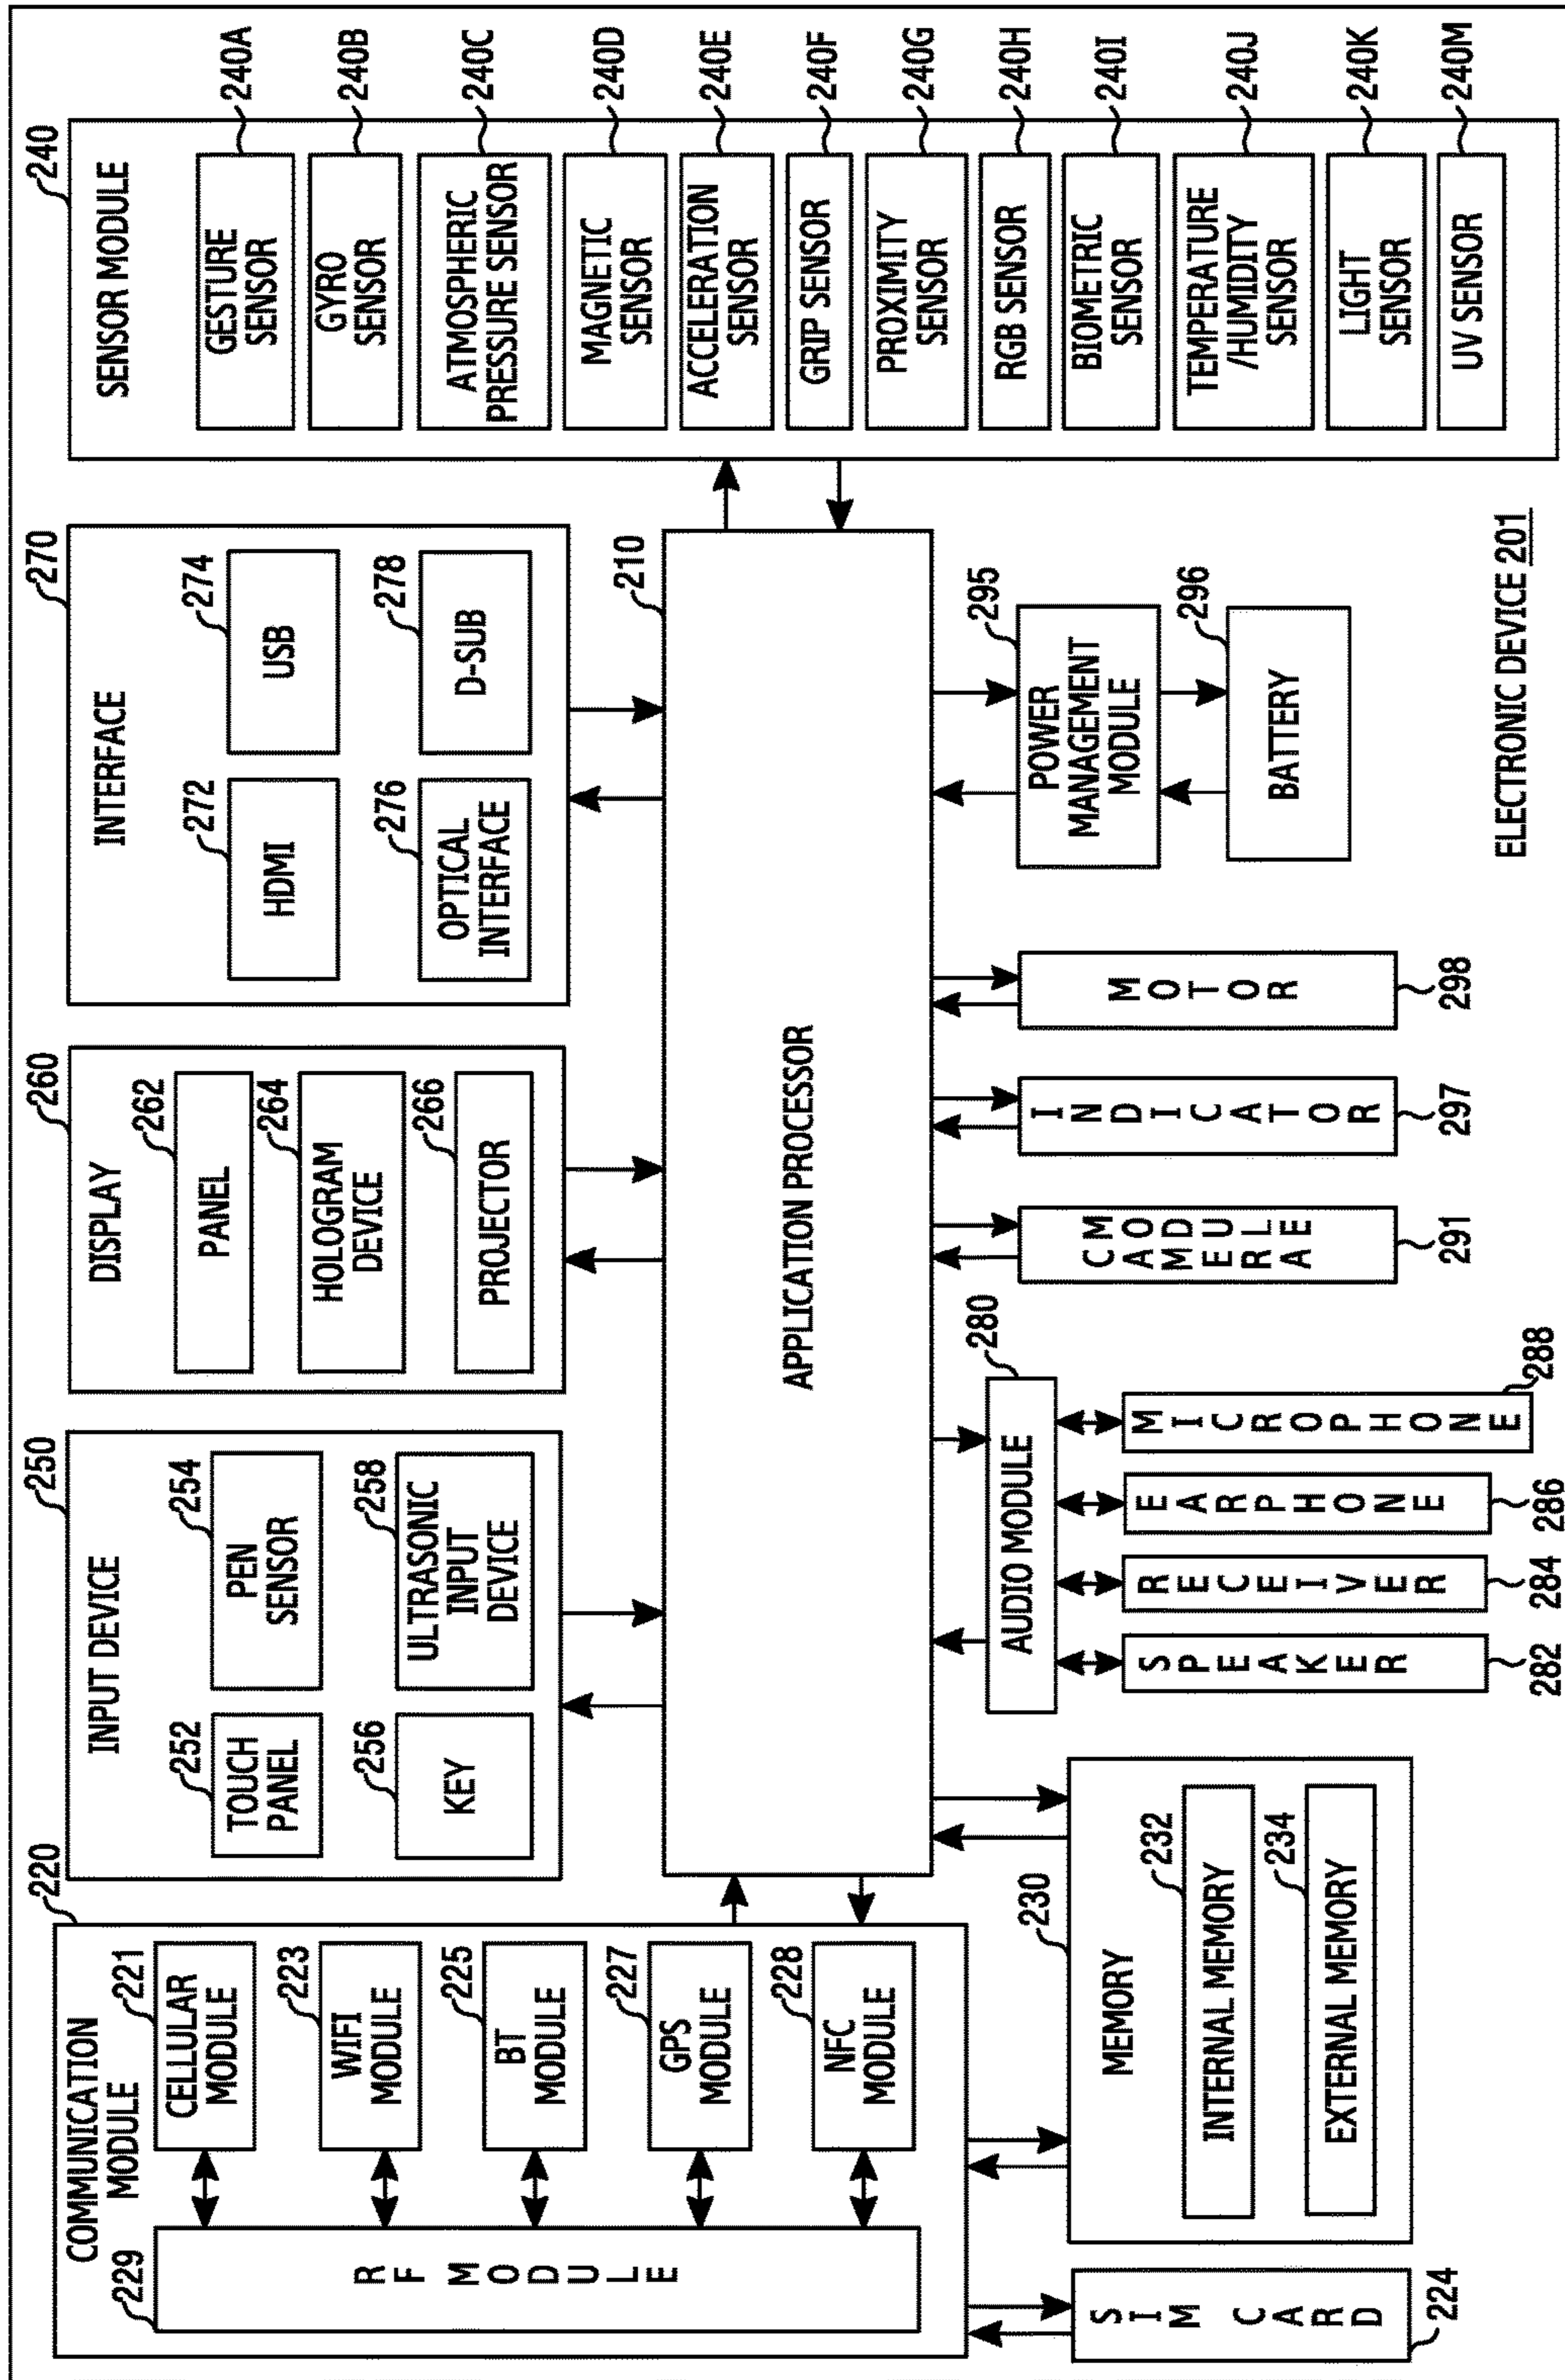 COMMUNICATION
MODULE
220
229
RF MODULE
221
CELLULAR
MODULE
223
WIFI
MODULE
225
BT
MODULE
227
GPS
MODULE
228
NFC
MODULE
INPUT DEVICE
250
252
TOUCH
PANEL
254
PEN
SENSOR
256
KEY
258
ULTRASONIC
INPUT
DEVICE
DISPLAY
260
262
PANEL
264
HOLOGRAM
DEVICE
266
PROJECTOR
INTERFACE
270
272
HDMI
274
USB
276
OPTICAL
INTERFACE
278
D-SUB
240
SENSOR MODULE
GESTURE
SENSOR
240A
GYRO
SENSOR
240B
ATMOSPHERIC
PRESSURE SENSOR
240C
MAGNETIC
SENSOR
240D
ACCELERATION
SENSOR
240E
GRIP SENSOR
240F
PROXIMITY
SENSOR
240G
RGB SENSOR
240H
BIOMETRIC
SENSOR
240I
TEMPERATURE
/HUMIDITY
SENSOR
240J
LIGHT
SENSOR
240K
UV SENSOR
240M
210
APPLICATION PROCESSOR
SIM CARD
224
230
MEMORY
232
INTERNAL MEMORY
234
EXTERNAL MEMORY
280
AUDIO MODULE
SPEAKER
282
RECEIVER
284
EARPHONE
286
MICROPHONE
288
CAMERA
MODULE
291
INDICATOR
297
MOTOR
298
295
POWER
MANAGEMENT
MODULE
296
BATTERY
ELECTRONIC DEVICE 201